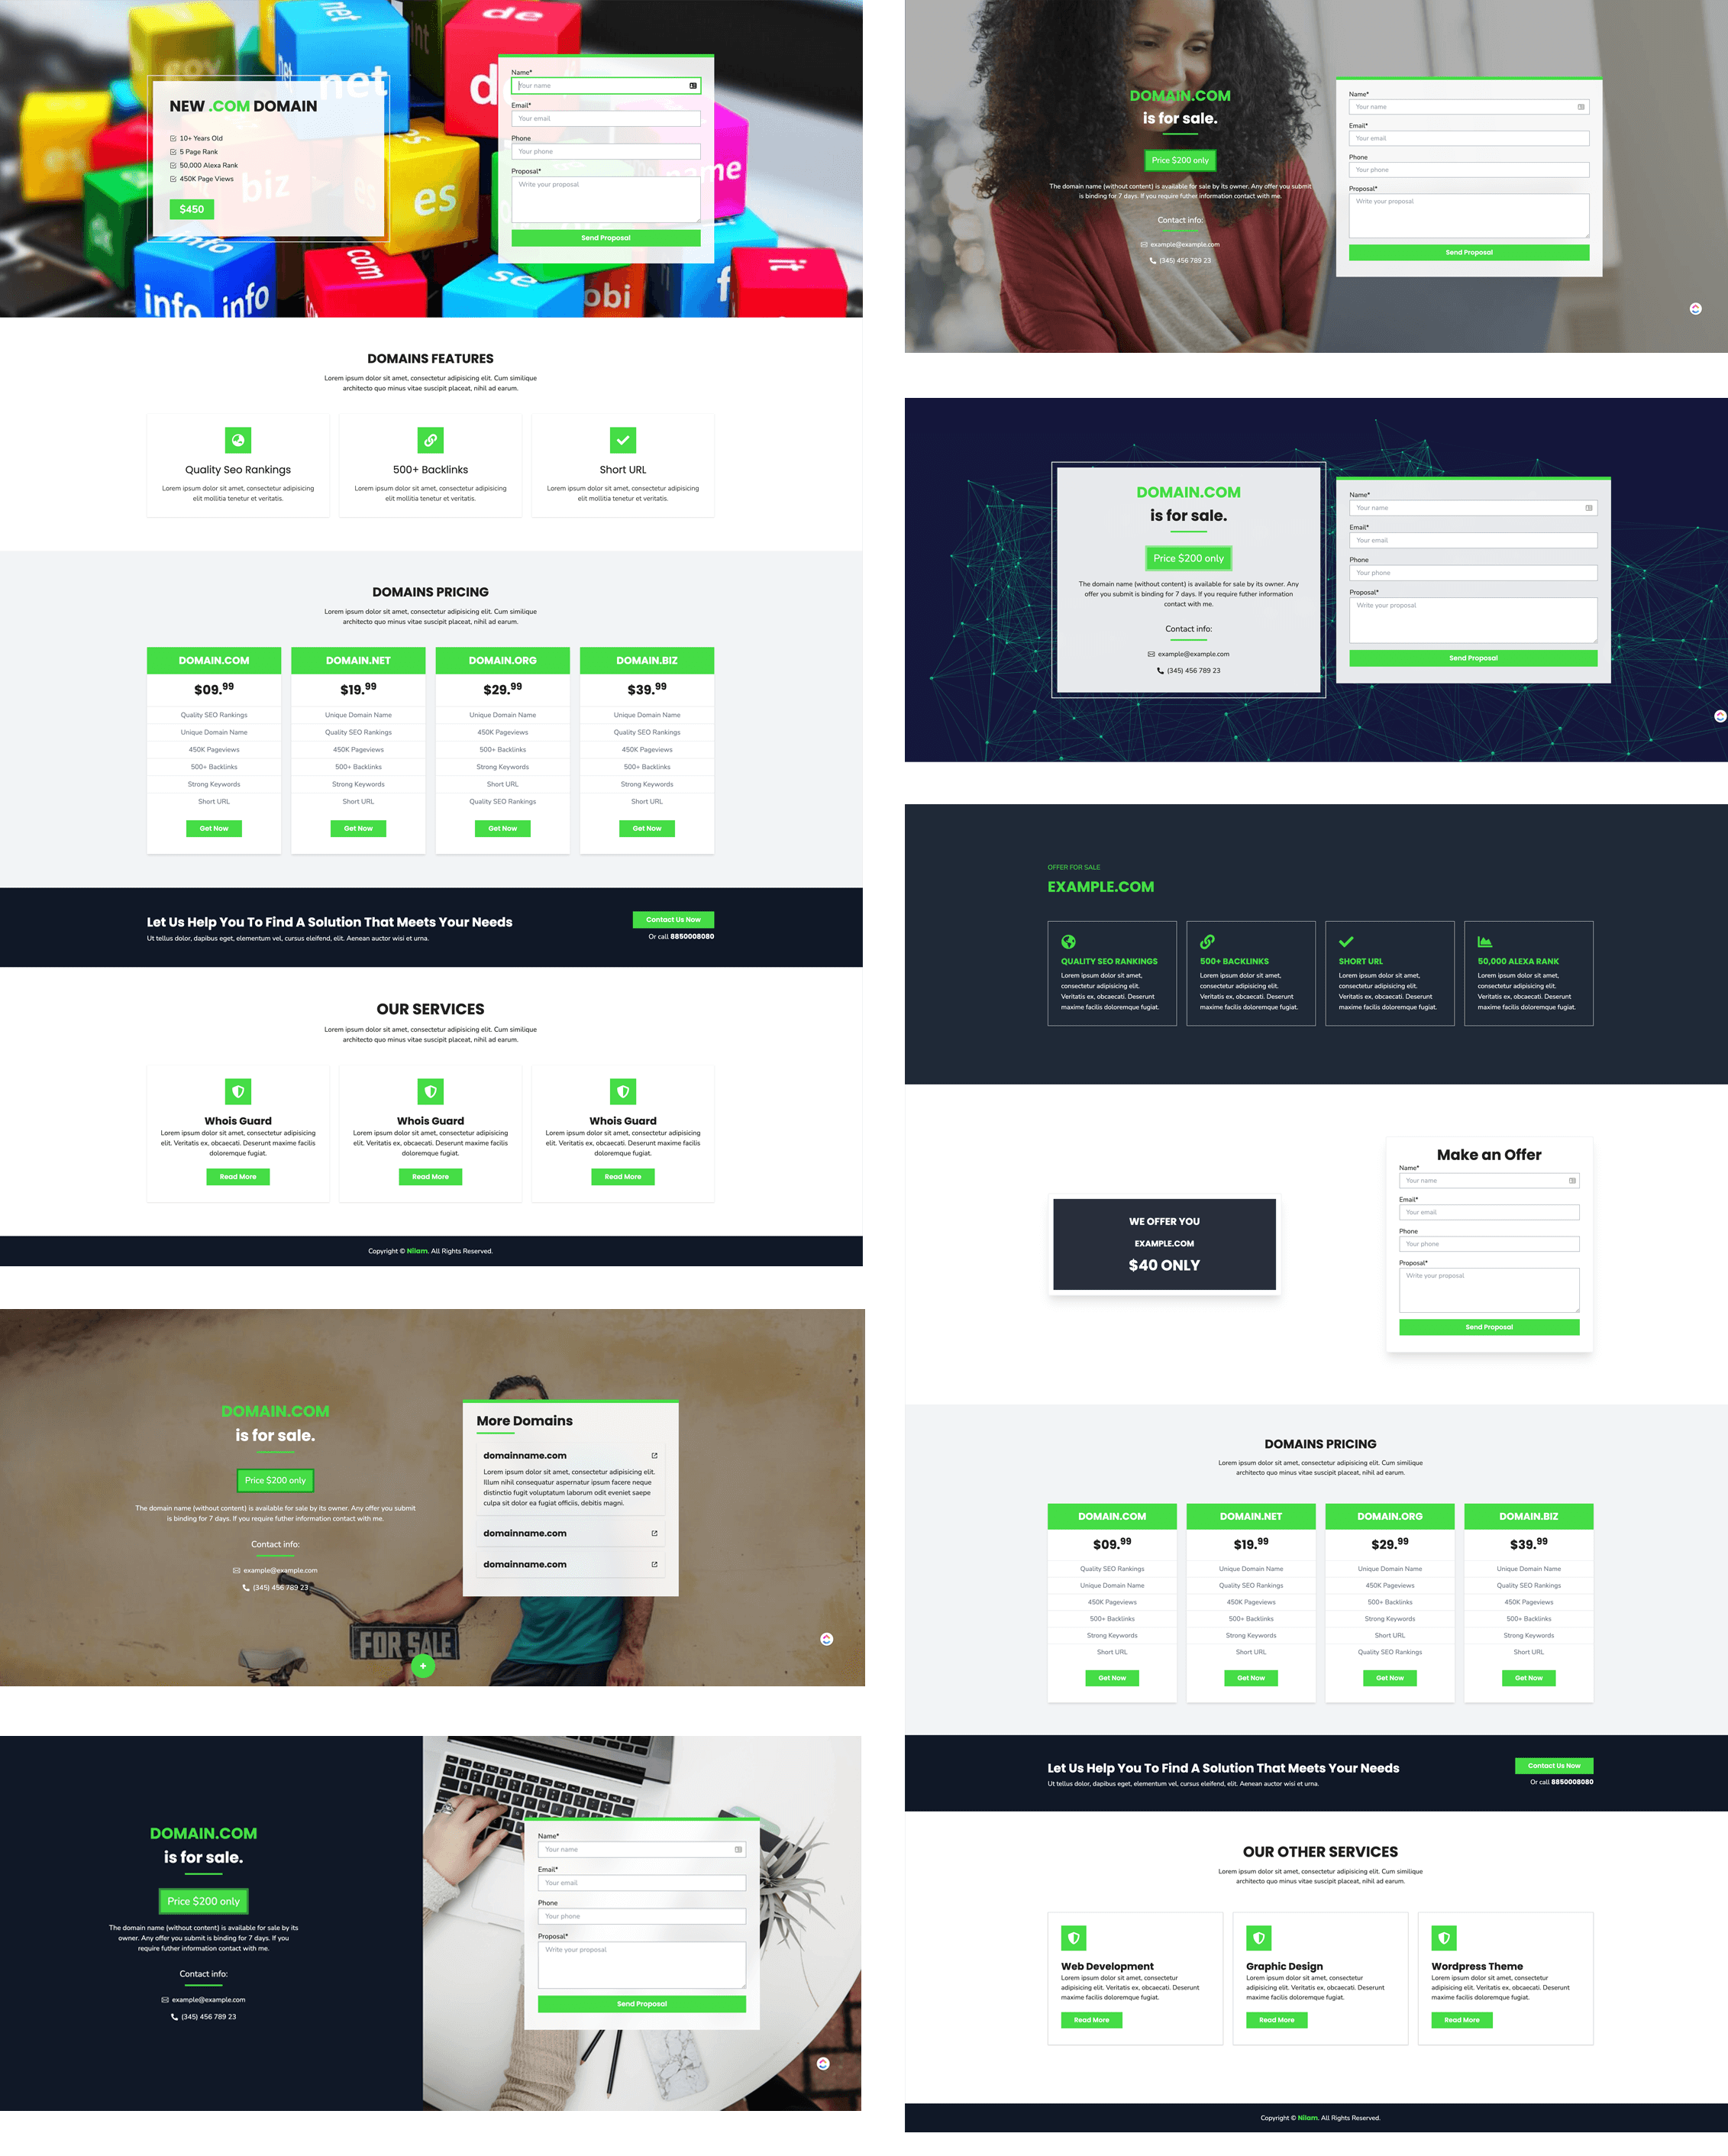 NEW .COM DOMAIN
10+ Years Old
5 Page Rank
50,000 Alexa Rank
450K Page Views
$450
net
de
net
biz
es
es
info
info
info
com
se
obi
name
it
Name*
Your name
Email*
Your email
Phone
Your phone
Proposal*
Write your proposal
Send Proposal
DOMAINS FEATURES
Lorem ipsum dolor sit amet, consectetur adipisicing elit. Cum similique
architecto quo minus vitae suscipit placeat, nihil ad earum.
Quality Seo Rankings
Lorem ipsum dolor sit amet, consectetur adipisicing
elit mollitia tenetur et veritatis.
500+ Backlinks
Lorem ipsum dolor sit amet, consectetur adipisicing
elit mollitia tenetur et veritatis.
Short URL
Lorem ipsum dolor sit amet, consectetur adipisicing
elit mollitia tenetur et veritatis.
DOMAINS PRICING
Lorem ipsum dolor sit amet, consectetur adipisicing elit. Cum similique
architecto quo minus vitae suscipit placeat, nihil ad earum.
DOMAIN.COM
$09.99
Quality SEO Rankings
Unique Domain Name
450K Pageviews
500+ Backlinks
Strong Keywords
Short URL
Get Now
DOMAIN.NET
$19.99
Unique Domain Name
Quality SEO Rankings
450K Pageviews
500+ Backlinks
Strong Keywords
Short URL
Get Now
DOMAIN.ORG
$29.99
Unique Domain Name
450K Pageviews
500+ Backlinks
Strong Keywords
Short URL
Quality SEO Rankings
Get Now
DOMAIN.BIZ
$39.99
Unique Domain Name
Quality SEO Rankings
450K Pageviews
500+ Backlinks
Strong Keywords
Short URL
Get Now
Let Us Help You To Find A Solution That Meets Your Needs
Ut tellus dolor, dapibus eget, elementum vel, cursus eleifend, elit. Aenean auctor wisi et urna.
Contact Us Now
Or call 8850008080
OUR SERVICES
Lorem ipsum dolor sit amet, consectetur adipisicing elit. Cum similique
architecto quo minus vitae suscipit placeat, nihil ad earum.
Whois Guard
Lorem ipsum dolor sit amet, consectetur adipisicing
elit. Veritatis ex, obcaecati. Deserunt maxime facilis
doloremque fugiat.
Read More
Whois Guard
Lorem ipsum dolor sit amet, consectetur adipisicing
elit. Veritatis ex, obcaecati. Deserunt maxime facilis
doloremque fugiat.
Read More
Whois Guard
Lorem ipsum dolor sit amet, consectetur adipisicing
elit. Veritatis ex, obcaecati. Deserunt maxime facilis
doloremque fugiat.
Read More
Copyright © Nilam. All Rights Reserved.
DOMAIN.COM
is for sale.
Price $200 only
The domain name (without content) is available for sale by its owner. Any offer you submit
is binding for 7 days. If you require futher information contact with me.
Contact info:
example@example.com
(345) 456 789 23
More Domains
domainname.com
Lorem ipsum dolor sit amet, consectetur adipisicing elit.
Illum nihil consequatur aspernatur ipsum facere neque
distinctio fugit voluptatum laborum odit eveniet saepe
culpa sit dolor ea fugiat officiis, debitis magni.
domainname.com
domainname.com
FOR SALE
DOMAIN.COM
is for sale.
Price $200 only
The domain name (without content) is available for sale by its
owner. Any offer you submit is binding for 7 days. If you
require futher information contact with me.
Contact info:
example@example.com
(345) 456 789 23
Name*
Your name
Email*
Your email
Phone
Your phone
Proposal*
Write your proposal
Send Proposal
DOMAIN.COM
is for sale.
Price $200 only
The domain name (without content) is available for sale by its owner. Any offer you submit
is binding for 7 days. If you require futher information contact with me.
Contact info:
example@example.com
(345) 456 789 23
Name*
Your name
Email*
Your email
Phone
Your phone
Proposal*
Write your proposal
Send Proposal
DOMAIN.COM
is for sale.
Price $200 only
The domain name (without content) is available for sale by its owner. Any
offer you submit is binding for 7 days. If you require futher information
contact with me.
Contact info:
example@example.com
(345) 456 789 23
Name*
Your name
Email*
Your email
Phone
Your phone
Proposal*
Write your proposal
Send Proposal
OFFER FOR SALE
EXAMPLE.COM
QUALITY SEO RANKINGS
Lorem ipsum dolor sit amet,
consectetur adipisicing elit.
Veritatis ex, obcaecati. Deserunt
maxime facilis doloremque fugiat.
500+ BACKLINKS
Lorem ipsum dolor sit amet,
consectetur adipisicing elit.
Veritatis ex, obcaecati. Deserunt
maxime facilis doloremque fugiat.
SHORT URL
Lorem ipsum dolor sit amet,
consectetur adipisicing elit.
Veritatis ex, obcaecati. Deserunt
maxime facilis doloremque fugiat.
50,000 ALEXA RANK
Lorem ipsum dolor sit amet,
consectetur adipisicing elit.
Veritatis ex, obcaecati. Deserunt
maxime facilis doloremque fugiat.
WE OFFER YOU
EXAMPLE.COM
$40 ONLY
Make an Offer
Name*
Your name
Email*
Your email
Phone
Your phone
Proposal*
Write your proposal
Send Proposal
DOMAINS PRICING
Lorem ipsum dolor sit amet, consectetur adipisicing elit. Cum similique
architecto quo minus vitae suscipit placeat, nihil ad earum.
DOMAIN.COM
$09.99
Quality SEO Rankings
Unique Domain Name
450K Pageviews
500+ Backlinks
Strong Keywords
Short URL
Get Now
DOMAIN.NET
$19.99
Unique Domain Name
Quality SEO Rankings
450K Pageviews
500+ Backlinks
Strong Keywords
Short URL
Get Now
DOMAIN.ORG
$29.99
Unique Domain Name
450K Pageviews
500+ Backlinks
Strong Keywords
Short URL
Quality SEO Rankings
Get Now
DOMAIN.BIZ
$39.99
Unique Domain Name
Quality SEO Rankings
450K Pageviews
500+ Backlinks
Strong Keywords
Short URL
Get Now
Let Us Help You To Find A Solution That Meets Your Needs
Ut tellus dolor, dapibus eget, elementum vel, cursus eleifend, elit. Aenean auctor wisi et urna.
Contact Us Now
Or call 8850008080
OUR OTHER SERVICES
Lorem ipsum dolor sit amet, consectetur adipisicing elit. Cum similique
architecto quo minus vitae suscipit placeat, nihil ad earum.
Web Development
Lorem ipsum dolor sit amet, consectetur
adipisicing elit. Veritatis ex, obcaecati. Deserunt
maxime facilis doloremque fugiat.
Read More
Graphic Design
Lorem ipsum dolor sit amet, consectetur
adipisicing elit. Veritatis ex, obcaecati. Deserunt
maxime facilis doloremque fugiat.
Read More
Wordpress Theme
Lorem ipsum dolor sit amet, consectetur
adipisicing elit. Veritatis ex, obcaecati. Deserunt
maxime facilis doloremque fugiat.
Read More
Copyright © Nilam. All Rights Reserved.